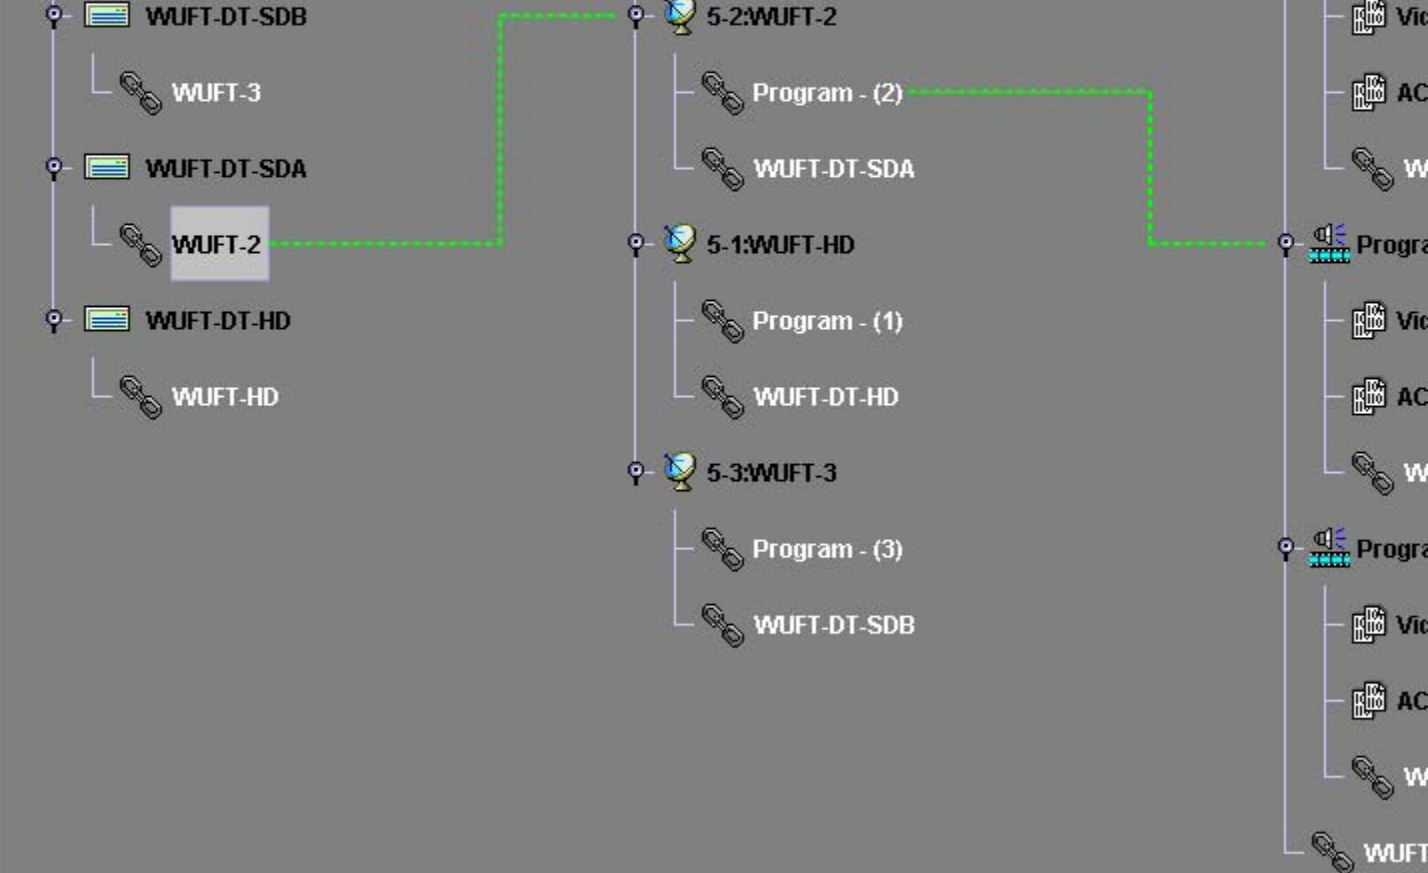 WUFT-DT-SDB
WUFT-3
WUFT-DT-SDA
WUFT-2
WUFT-DT-HD
WUFT-HD
5-2:WUFT-2
Program - (2)
WUFT-DT-SDA
5-1:WUFT-HD
Program - (1)
WUFT-DT-HD
5-3:WUFT-3
Program - (3)
WUFT-DT-SDB
AC
Progra
AC
Progra
AC
WUFT